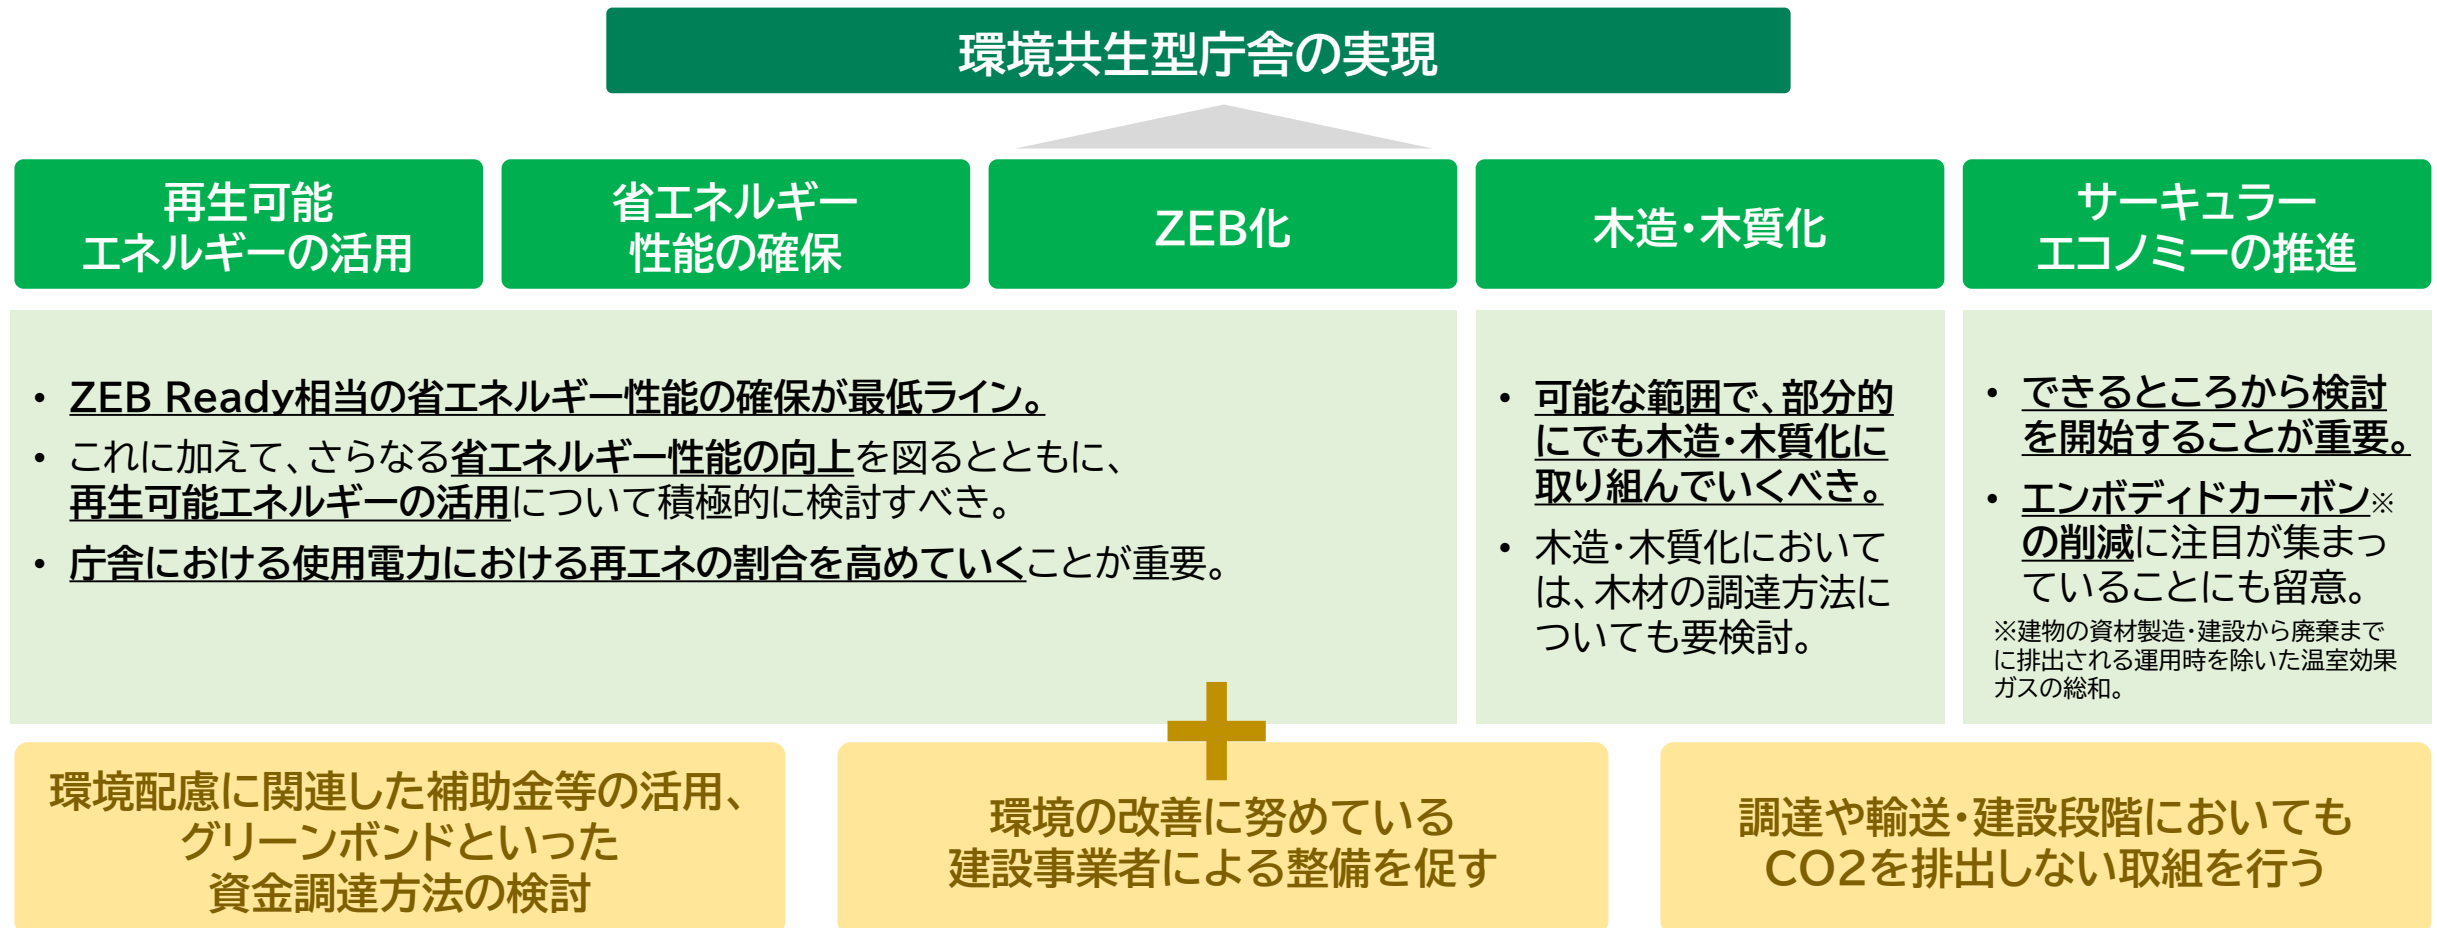 環境共生型庁舎の実現
再生可能
エネルギーの活用
省エネルギー
性能の確保
ZEB化
木造・木質化
サーキュラー
エコノミーの推進
• ZEB Ready相当の省エネルギー性能の確保が最低ライン。
• これに加えて、さらなる省エネルギー性能の向上を図るとともに、
再生可能エネルギーの活用について積極的に検討すべき。
• 庁舎における使用電力における再エネの割合を高めていくことが重要。
• 可能な範囲で、部分的
にでも木造・木質化に
取り組んでいくべき。
• 木造・木質化において
は、木材の調達方法に
ついても要検討。
• できるところから検討
を開始することが重要。
• エンボディドカーボン※
の削減に注目が集まっ
ていることにも留意。
※建物の資材製造・建設から廃棄まで
に排出される運用時を除いた温室効果
ガスの総和。
環境配慮に関連した補助金等の活用、
グリーンボンドといった
資金調達方法の検討
環境の改善に努めている
建設事業者による整備を促す
調達や輸送・建設段階においても
CO2を排出しない取組を行う